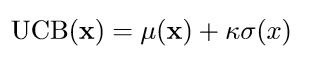 UCB(𝐱) = μ(𝐱) + κσ(x)